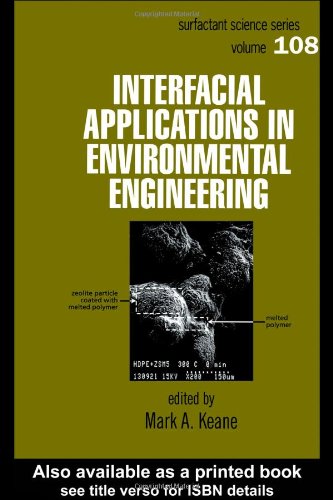 surfactant science series
volume 108
INTERFACIAL
APPLICATIONS IN
ENVIRONMENTAL
ENGINEERING
zeolite particle
coated with
melted polymer
melted
polymer
HDPE+ZSM5 300 C 0 min
130921 15KV X200 150um
edited by
Mark A. Keane
Also available as a printed book
see title verso for ISBN details